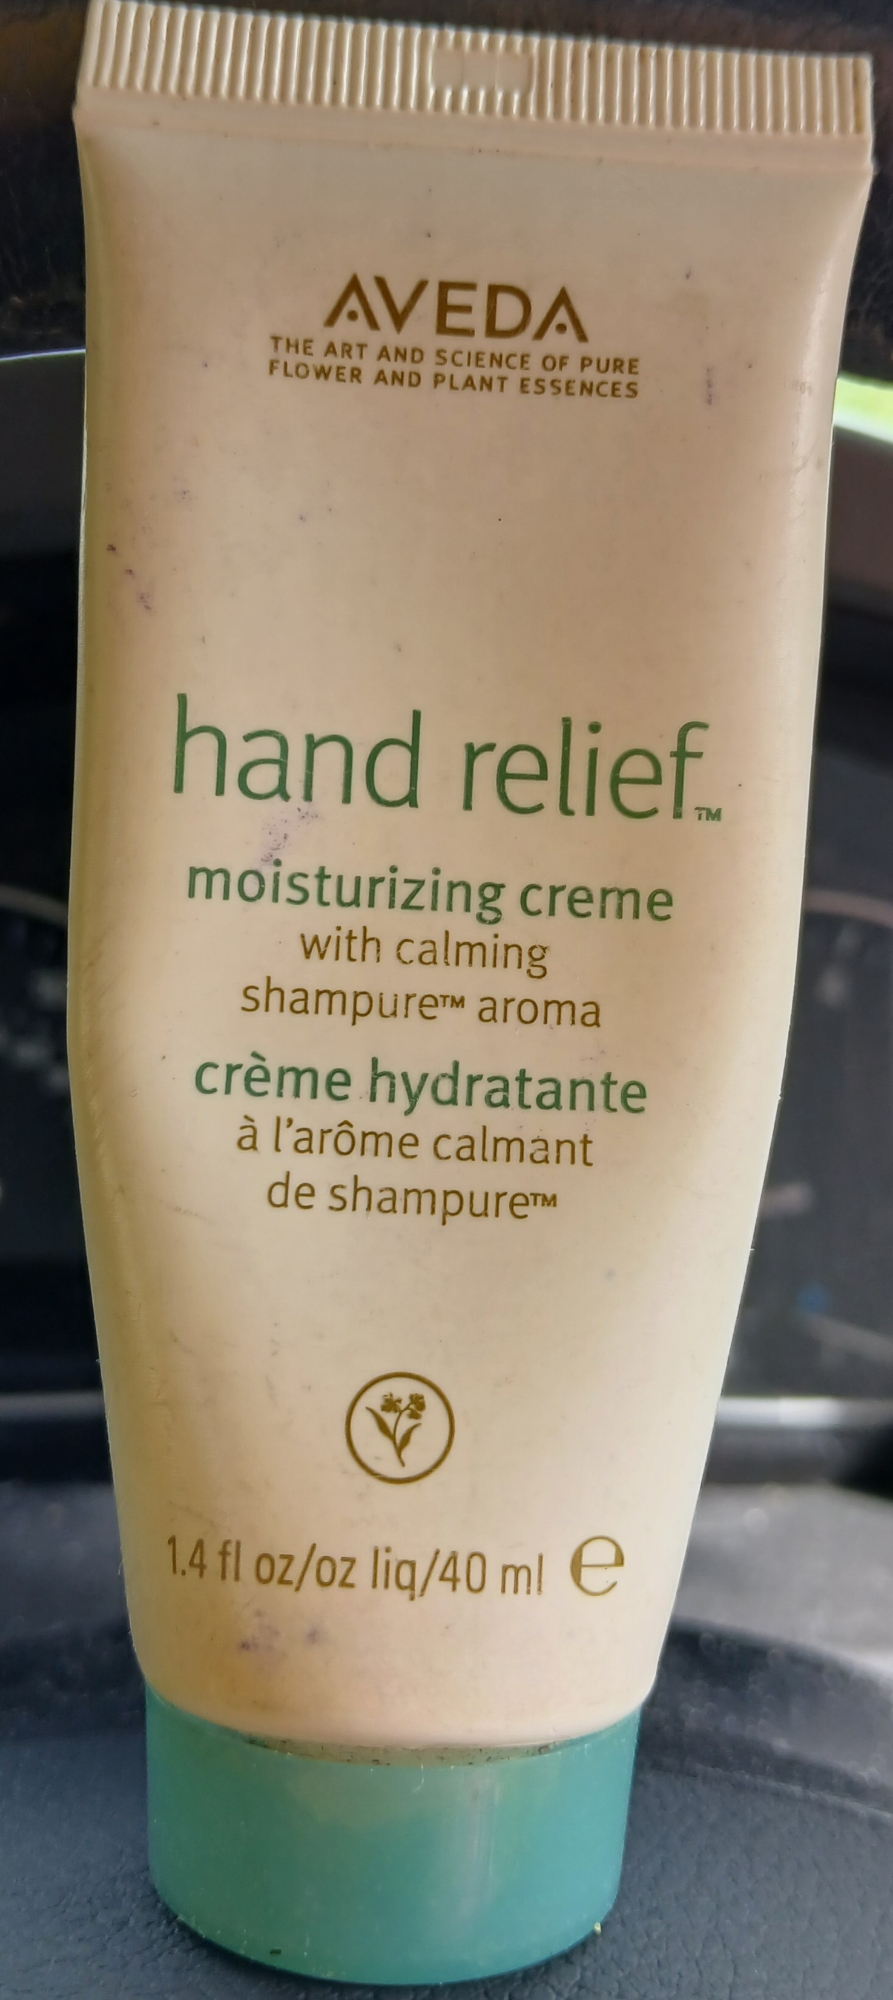 AVEDA
THE ART AND SCIENCE OF PURE
FLOWER AND PLANT ESSENCES
hand relief™
moisturizing creme
with calming
shampure™ aroma
crème hydratante
à l'arôme calmant
de shampure™
1.4 fl oz/oz liq/40 ml ℮